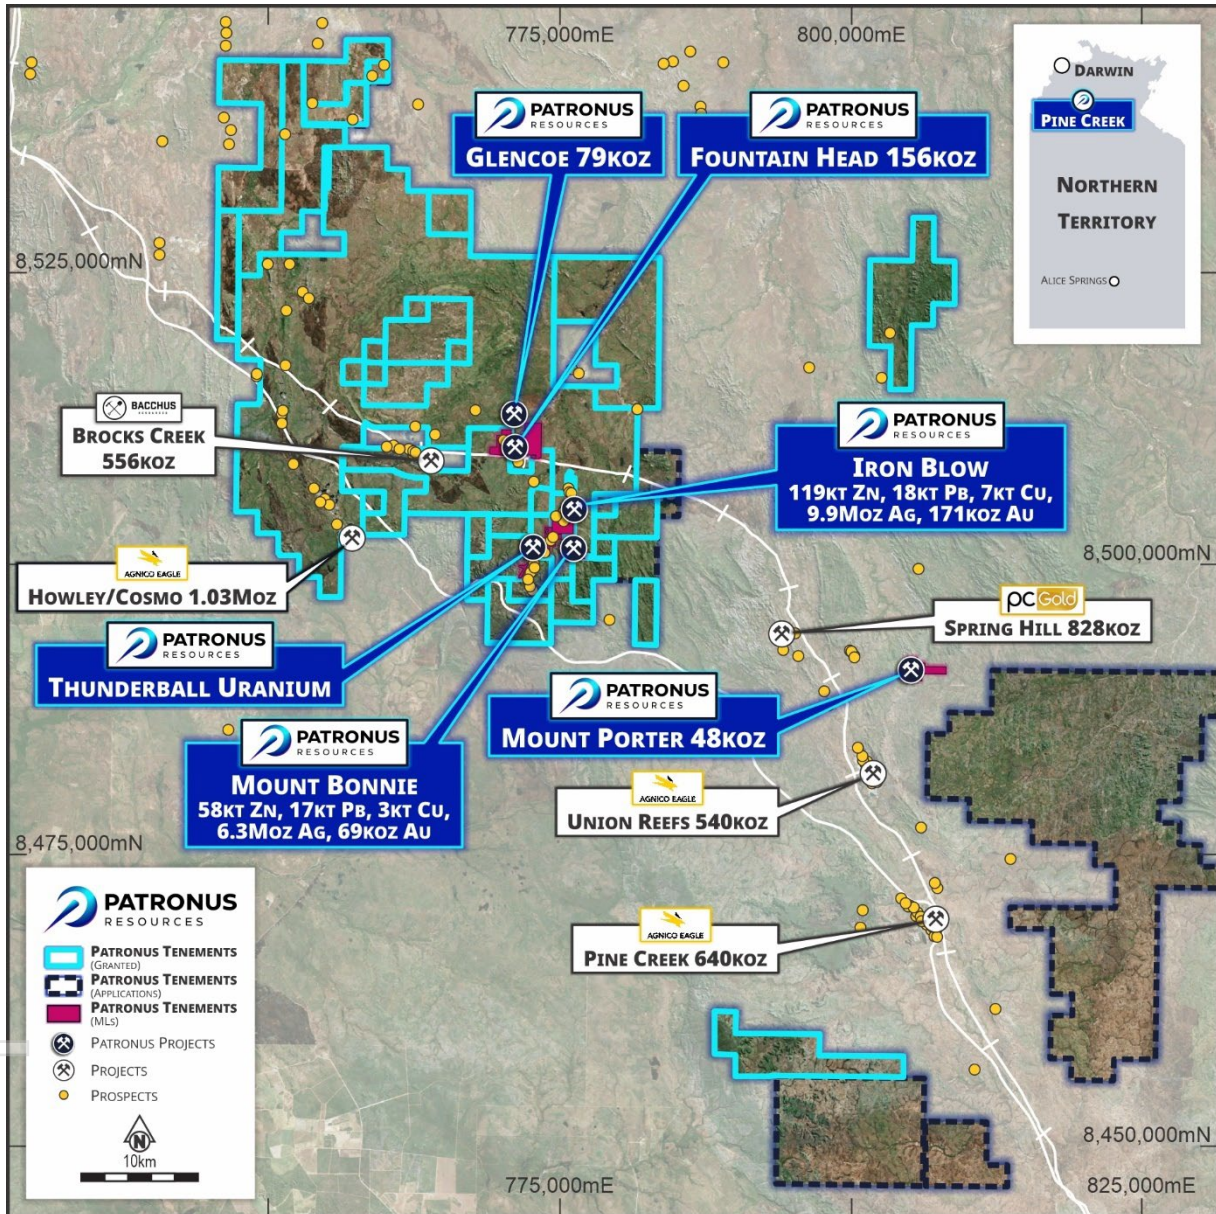 775,000mE
800,000mE
DARWIN
PINE CREEK
NORTHERN
TERRITORY
ALICE SPRINGS
PATRONUS
RESOURCES
GLENCOE 79KOZ
PATRONUS
RESOURCES
FOUNTAIN HEAD 156KOZ
8,525,000mN
BACCHUS
RESOURCES
BROCKS CREEK
556KOZ
PATRONUS
RESOURCES
IRON BLOW
119KT ZN, 18KT PB, 7KT CU,
9.9MOZ AG, 171KOZ AU
8,500,000mN
AGNICO EAGLE
HOWLEY/COSMO 1.03MOZ
pcGold
SPRING HILL 828KOZ
PATRONUS
RESOURCES
THUNDERBALL URANIUM
PATRONUS
RESOURCES
MOUNT PORTER 48KOZ
PATRONUS
RESOURCES
MOUNT BONNIE
58KT ZN, 17KT PB, 3KT CU,
6.3MOZ AG, 69KOZ AU
AGNICO EAGLE
UNION REEFS 540KOZ
8,475,000mN
AGNICO EAGLE
PINE CREEK 640KOZ
PATRONUS
RESOURCES
PATRONUS TENEMENTS
(GRANTED)
PATRONUS TENEMENTS
(APPLICATIONS)
PATRONUS TENEMENTS
(MLS)
PATRONUS PROJECTS
PROJECTS
PROSPECTS
N
10km
8,450,000mN
775,000mE
825,000mE